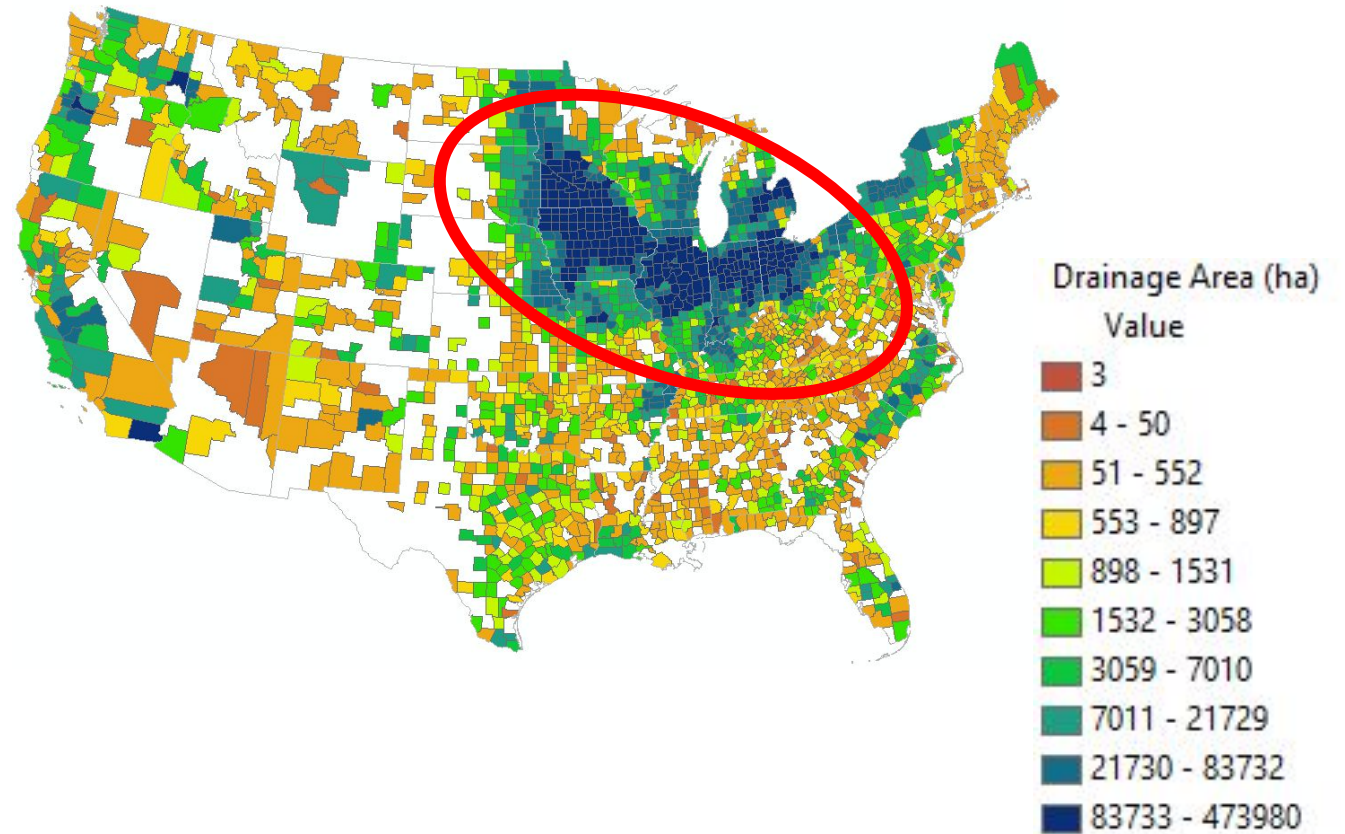 Drainage Area (ha)
Value
3
4 - 50
51 - 552
553 - 897
898 - 1531
1532 - 3058
3059 - 7010
7011 - 21729
21730 - 83732
83733 - 473980